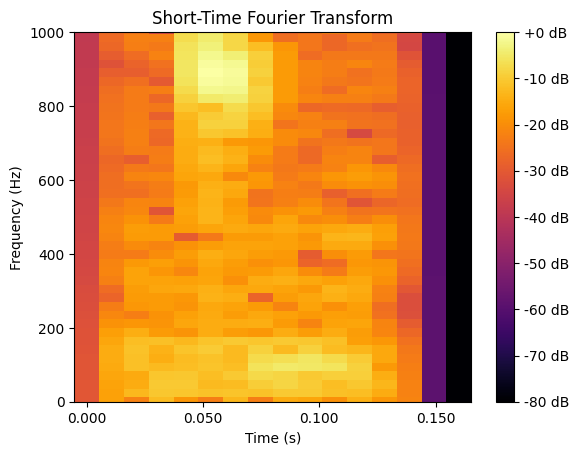 Short-Time Fourier Transform
1000
800
600
400
200
0
Frequency (Hz)
0.000
0.050
0.100
0.150
Time (s)
+0 dB
-10 dB
-20 dB
-30 dB
-40 dB
-50 dB
-60 dB
-70 dB
-80 dB